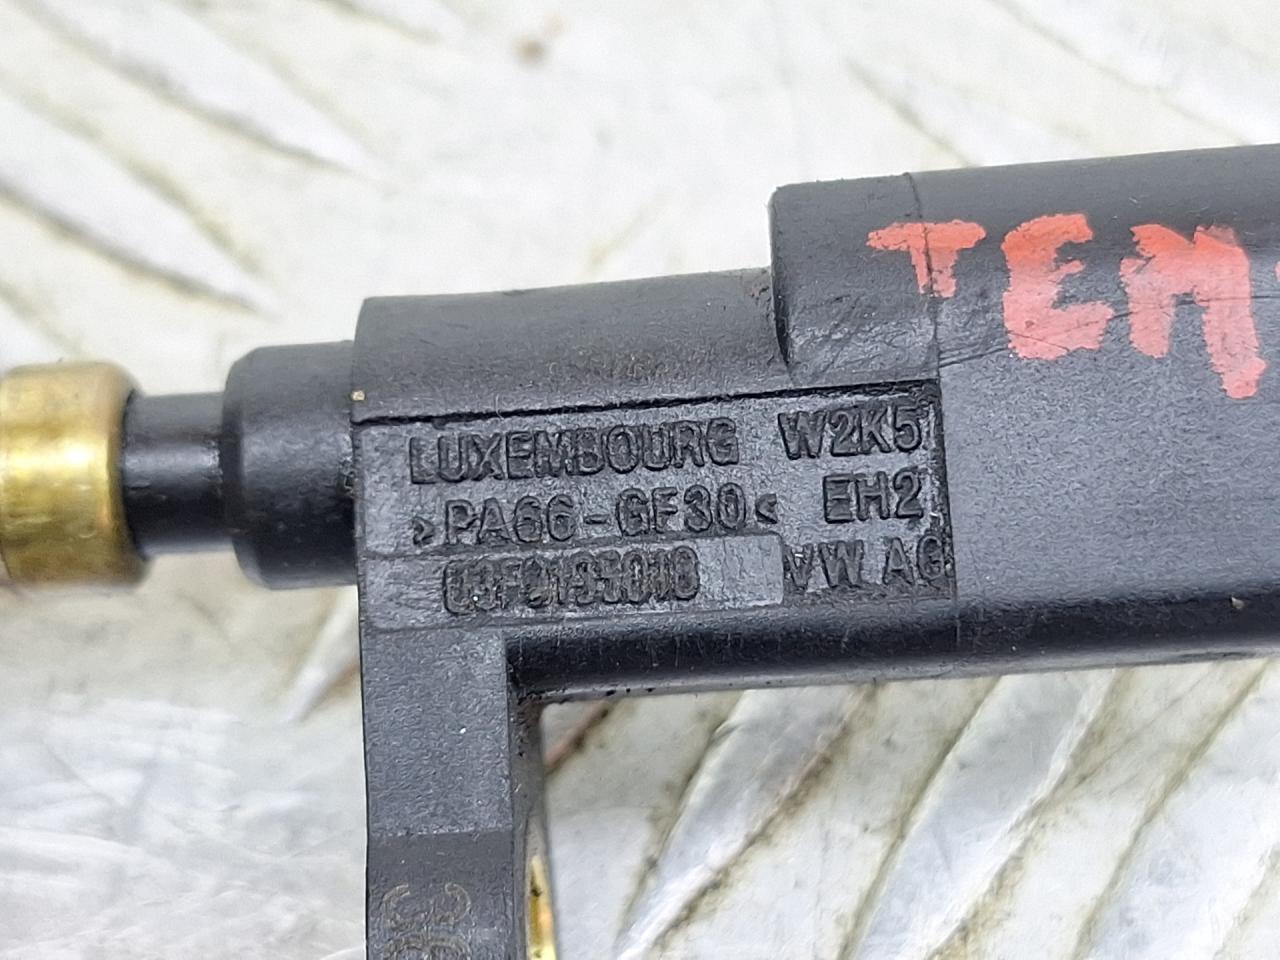 TEM
LUXEMBOURG W2K5
>PA66-GF30< EH2
VW AG